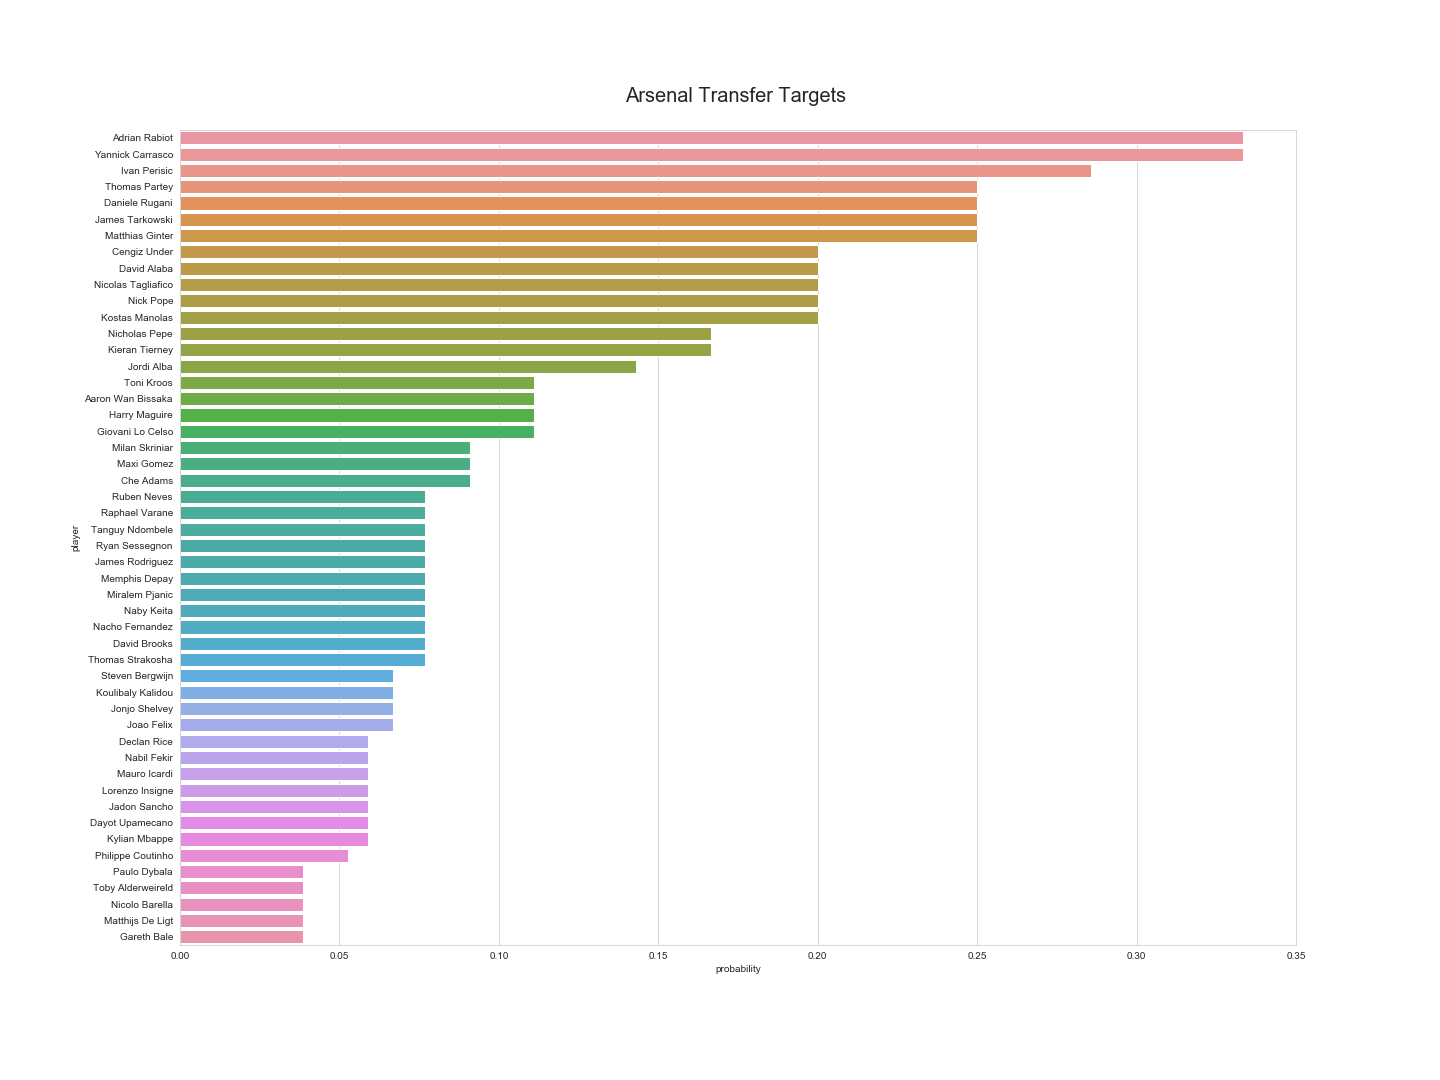 Arsenal Transfer Targets
Adrian Rabiot
Yannick Carrasco
Ivan Perisic
Thomas Partey
Daniele Rugani
James Tarkowski
Matthias Ginter
Cengiz Under
David Alaba
Nicolas Tagliafico
Nick Pope
Kostas Manolas
Nicholas Pepe
Kieran Tierney
Jordi Alba
Toni Kroos
Aaron Wan Bissaka
Harry Maguire
Giovani Lo Celso
Milan Skriniar
Maxi Gomez
Che Adams
Ruben Neves
Raphael Varane
Tanguy Ndombele
Ryan Sessegnon
James Rodriguez
Memphis Depay
Miralem Pjanic
Naby Keita
Nacho Fernandez
David Brooks
Thomas Strakosha
Steven Bergwijn
Koulibaly Kalidou
Jonjo Shelvey
Joao Felix
Declan Rice
Nabil Fekir
Mauro Icardi
Lorenzo Insigne
Jadon Sancho
Dayot Upamecano
Kylian Mbappe
Philippe Coutinho
Paulo Dybala
Toby Alderweireld
Nicolo Barella
Matthijs De Ligt
Gareth Bale
player
0.00 0.05 0.10 0.15 0.20 0.25 0.30 0.35
probability